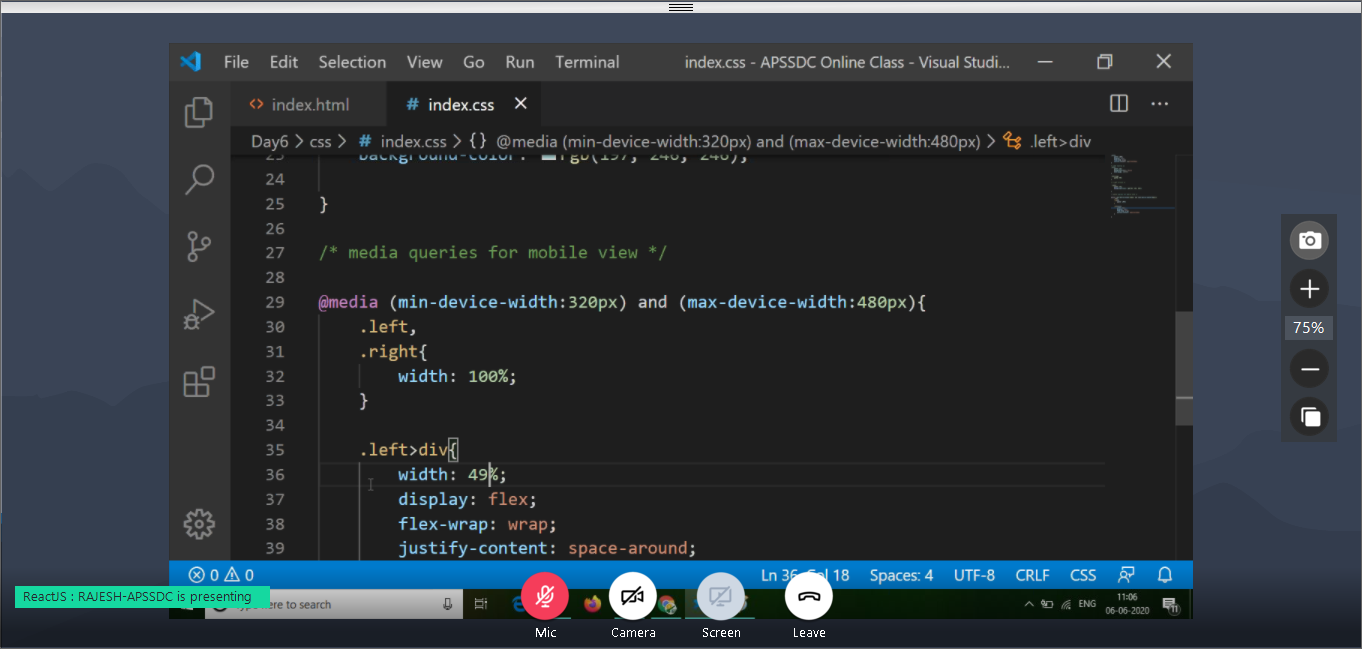 File Edit Selection View Go Run Terminal index.css - APSSDC Online Class - Visual Studi...
index.html # index.css
Day6 > css > # index.css > {} @media (min-device-width:320px) and (max-device-width:480px) > .left>div
23 background-color: rgb(197, 248, 248);
24
25 }
26
27 /* media queries for mobile view */
28
29 @media (min-device-width:320px) and (max-device-width:480px){
30 .left,
31 .right{
32 width: 100%;
33 }
34
35 .left>div{
36 width: 49%;
37 display: flex;
38 flex-wrap: wrap;
39 justify-content: space-around;
75%
0 0 Ln 36, Col 18 Spaces: 4 UTF-8 CRLF CSS
ReactJS : RAJESH-APSSDC is presenting
here to search
ENG
11:06
06-06-2020
11
Mic Camera Screen Leave